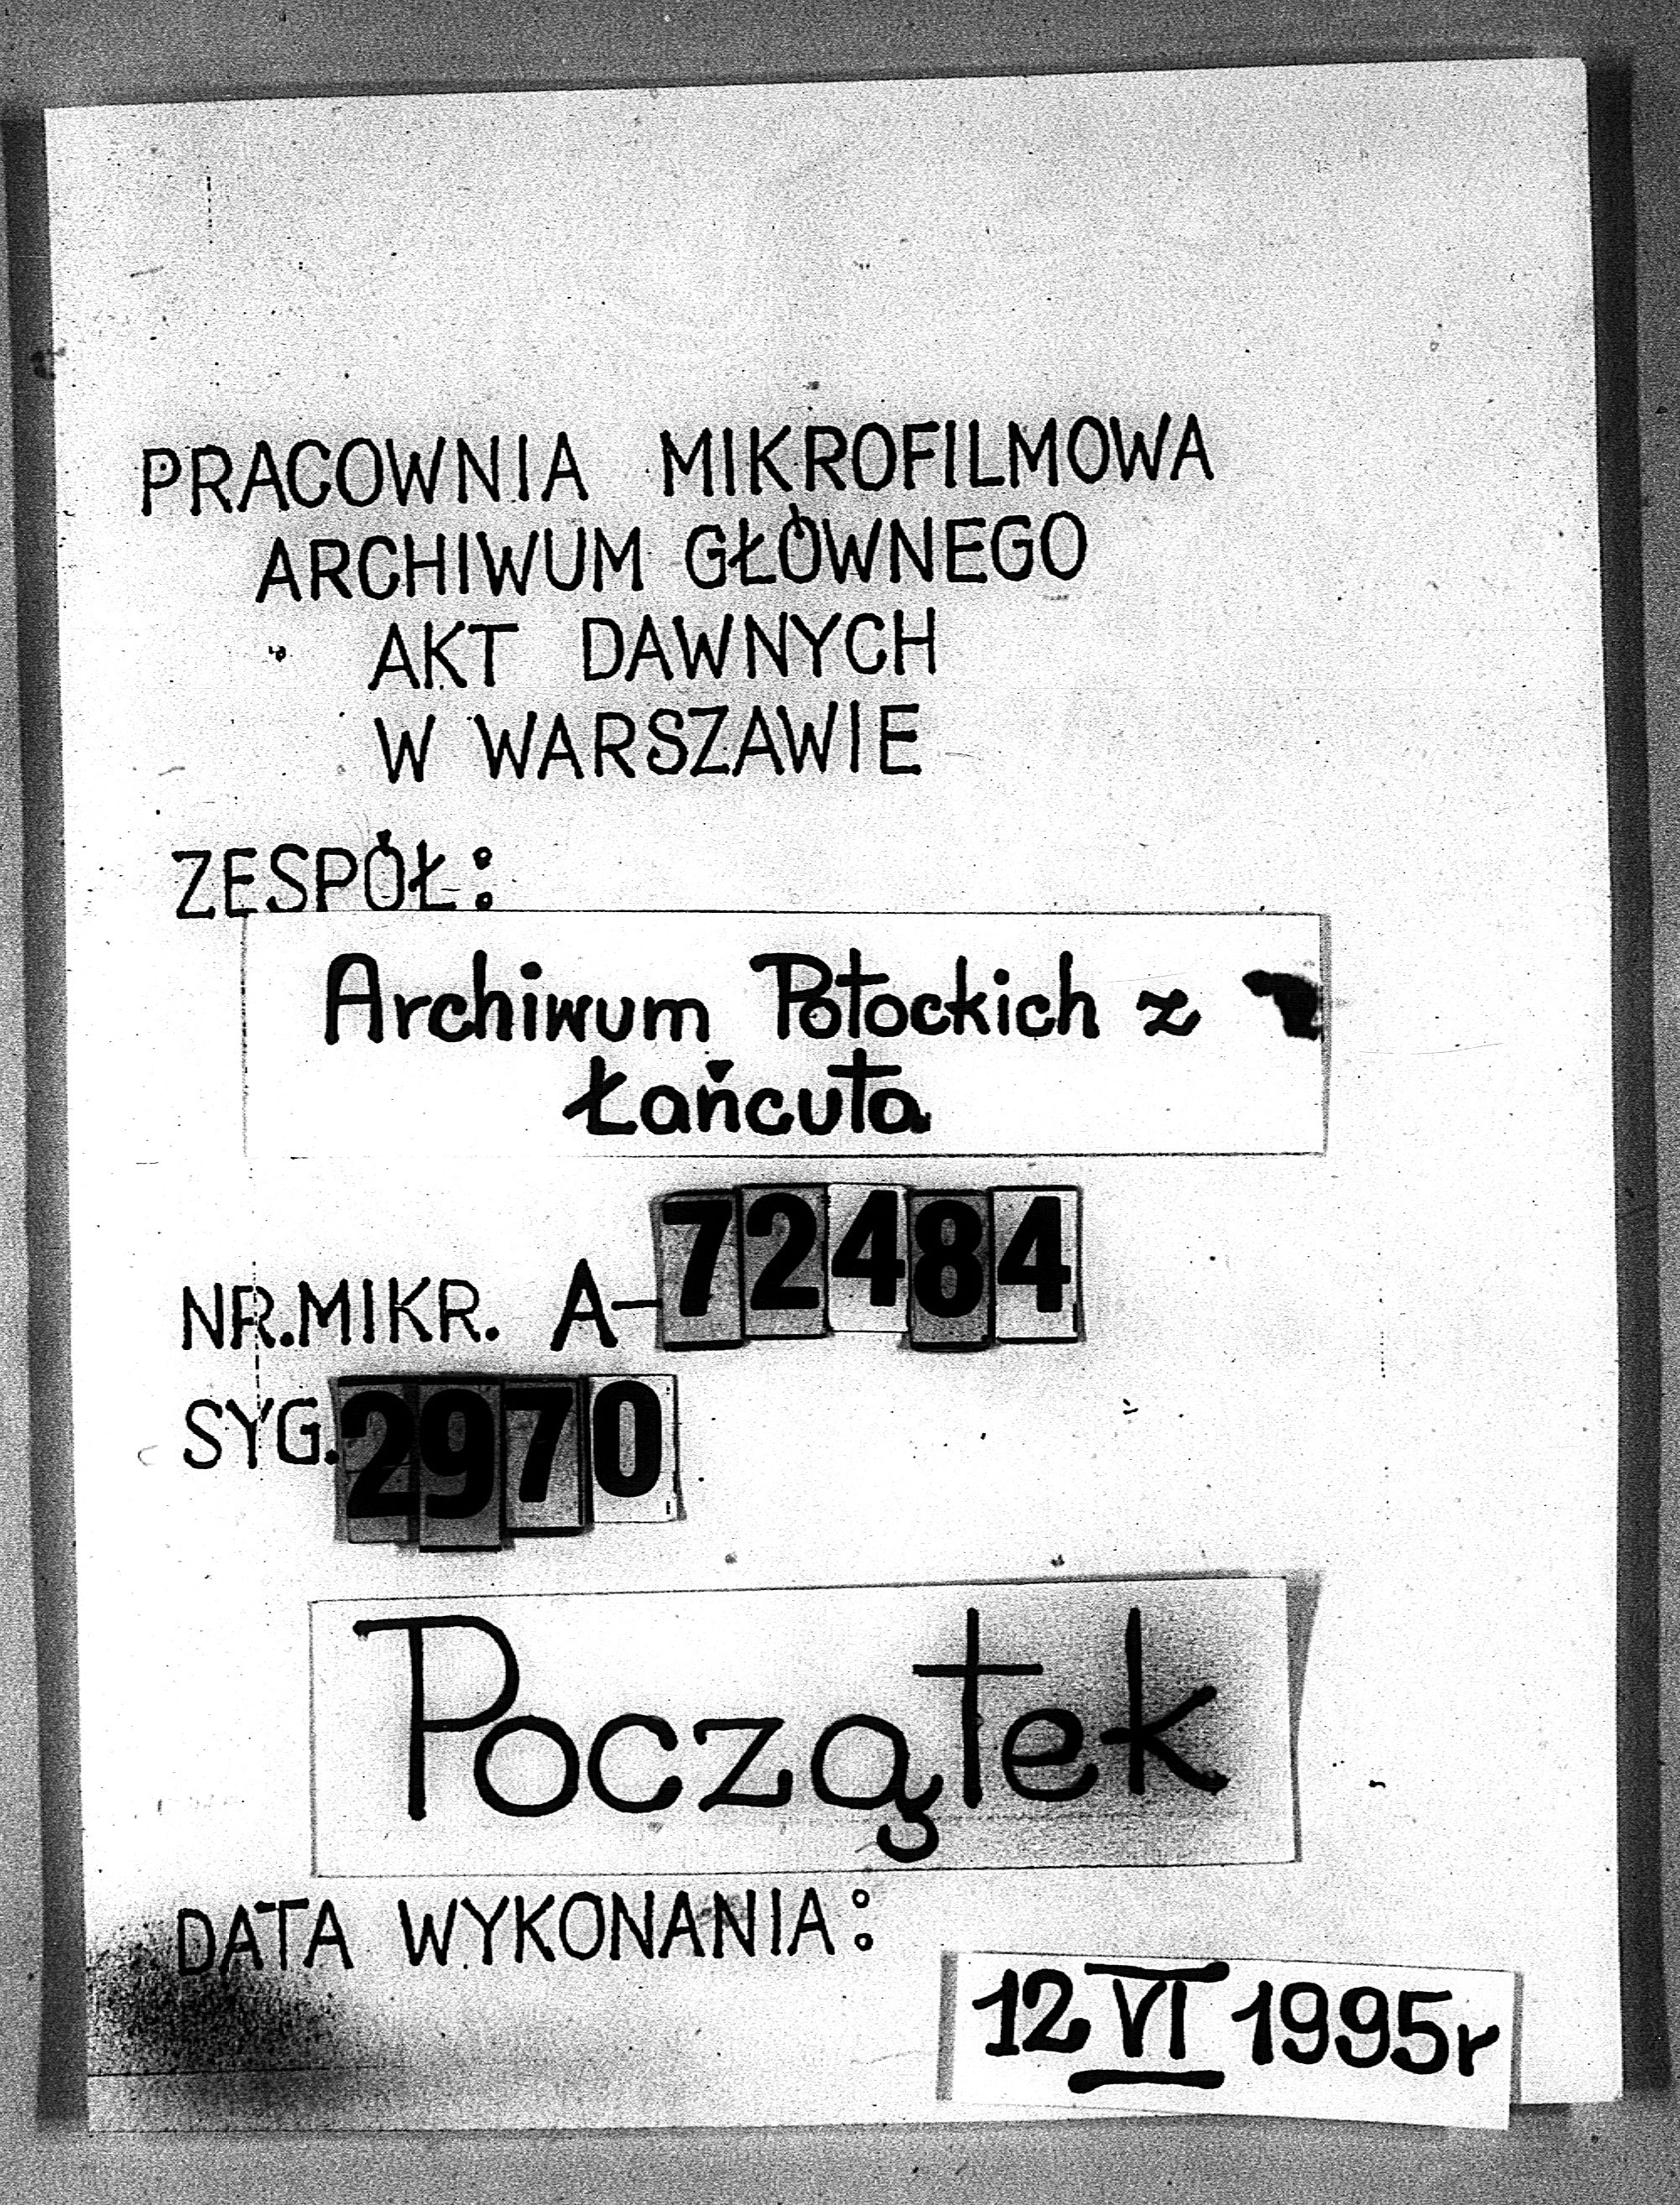 PRACOWNIA MIKROFILMOWA
ARCHIWUM GŁÓWNEGO
AKT DAWNYCH
W WARSZAWIE
ZESPÓŁ:
Archiwum Potockich z
Łańcuta
NR.MIKR. A-72484
SYG. 2970
Początek
DATA WYKONANIA:
12 VI 1995r